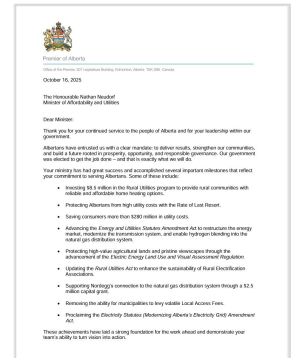 Premier of Alberta
Office of the Premier, 307 Legislature Building, Edmonton, Alberta T5K 2B6 Canada
October 16, 2025
The Honourable Nathan Neudorf
Minister of Affordability and Utilities
Dear Minister:
Thank you for your continued service to the people of Alberta and for your leadership within our
government.
Albertans have entrusted us with a clear mandate: to deliver results, strengthen our communities,
and build a future rooted in prosperity, opportunity, and responsible governance. Our government
was elected to get the job done – and that is exactly what we will do.
Your ministry has had great success and accomplished several important milestones that reflect
your commitment to serving Albertans. Some of these include:
• Investing $8.5 million in the Rural Utilities program to provide rural communities with
reliable and affordable home heating options.
• Protecting Albertans from high utility costs with the Rate of Last Resort.
• Saving consumers more than $280 million in utility costs.
• Advancing the Energy and Utilities Statutes Amendment Act to restructure the energy
market, modernize the transmission system, and enable hydrogen blending into the
natural gas distribution system.
• Protecting high-value agricultural lands and pristine viewscapes through the
advancement of the Electric Energy Land Use and Visual Assessment Regulation.
• Updating the Rural Utilities Act to enhance the sustainability of Rural Electrification
Associations.
• Supporting Nordegg's connection to the natural gas distribution system through a $2.5
million capital grant.
• Removing the ability for municipalities to levy volatile Local Access Fees.
• Proclaiming the Electricity Statutes (Modernizing Alberta's Electricity Grid) Amendment
Act.
These achievements have laid a strong foundation for the work ahead and demonstrate your
team's ability to turn vision into action.